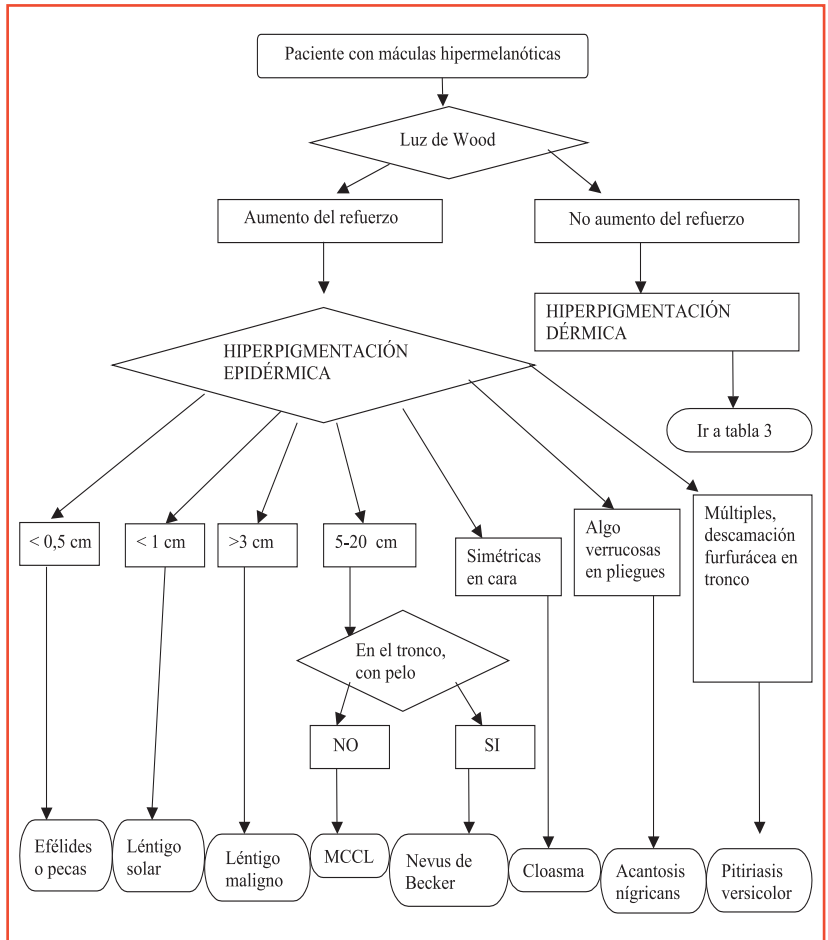 Paciente con máculas hipermelanóticas
Luz de Wood
Aumento del refuerzo
No aumento del refuerzo
HIPERPIGMENTACIÓN
DÉRMICA
HIPERPIGMENTACIÓN
EPIDÉRMICA
Ir a tabla 3
< 0,5 cm
< 1 cm
>3 cm
5-20 cm
Simétricas
en cara
Algo
verrucosas
en pliegues
Múltiples,
descamación
furfurácea en
tronco
En el tronco,
con pelo
NO
SI
Efélides
o pecas
Léntigo
solar
Léntigo
maligno
MCCL
Nevus de
Becker
Cloasma
Acantosis
nígricans
Pitiriasis
versicolor